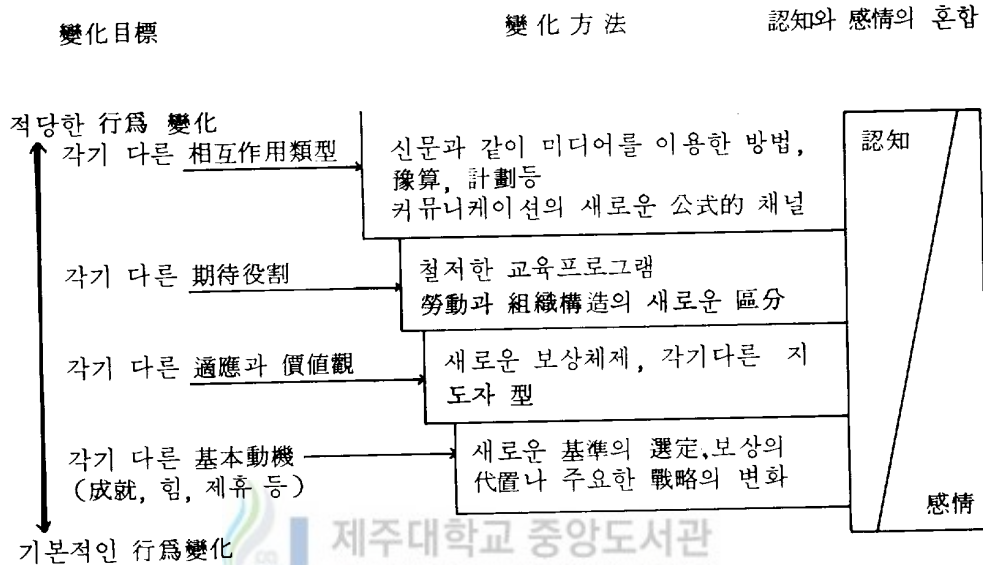 變化目標 變化方法 認知와 感情의 혼합
적당한 行爲 變化
각기 다른 相互作用類型
신문과 같이 미디어를 이용한 방법,
豫算, 計劃등
커뮤니케이션의 새로운 公式的 채널
認知
각기 다른 期待役割
철저한 교육프로그램
勞動과 組織構造의 새로운 區分
각기 다른 適應과 價値觀
새로운 보상체제, 각기다른 지
도자 型
각기 다른 基本動機
(成就, 힘, 제휴 등)
새로운 基準의 選定,보상의
代置나 주요한 戰略의 변화
感情
기본적인 行爲變化
제주대학교 중앙도서관